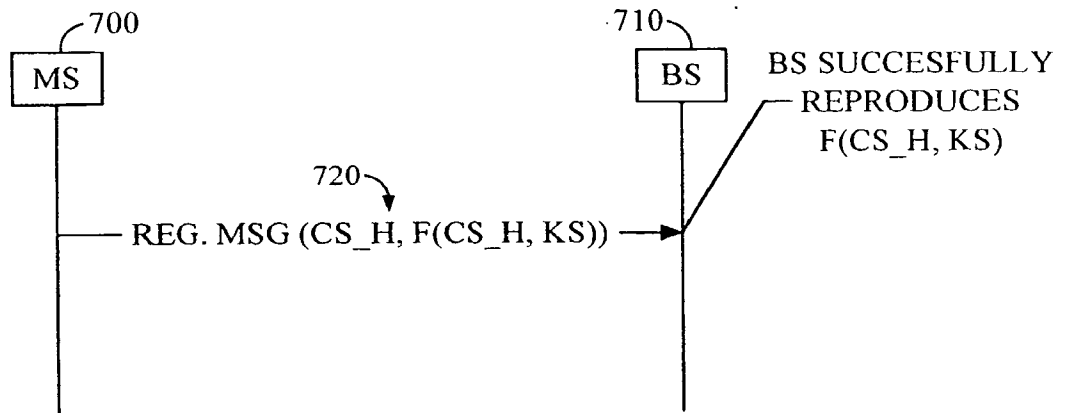 700
MS
710
BS
BS SUCCESFULLY
REPRODUCES
F(CS_H, KS)
720
REG. MSG (CS_H, F(CS_H, KS))